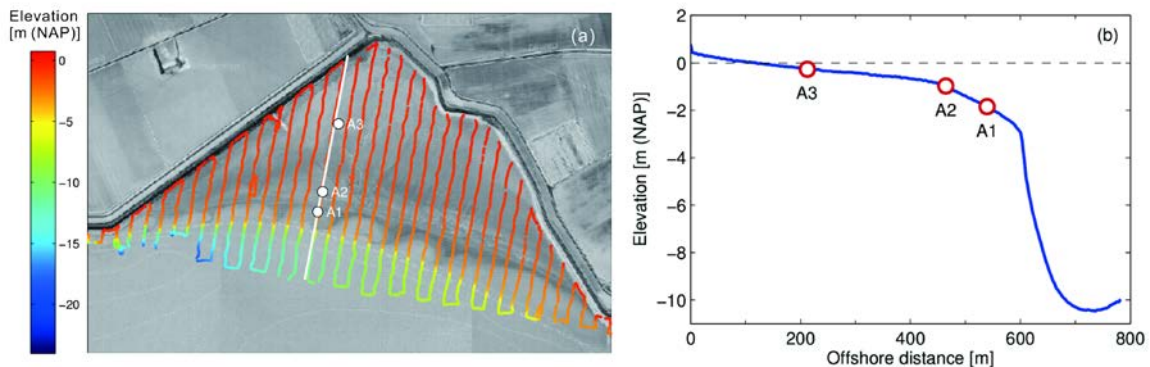 Elevation
[m (NAP)]
0
−5
−10
−15
−20
(a)
A3
A2
A1
(b)
Elevation [m (NAP)]
2
0
−2
−4
−6
−8
−10
A3
A2
A1
0 200 400 600 800
Offshore distance [m]